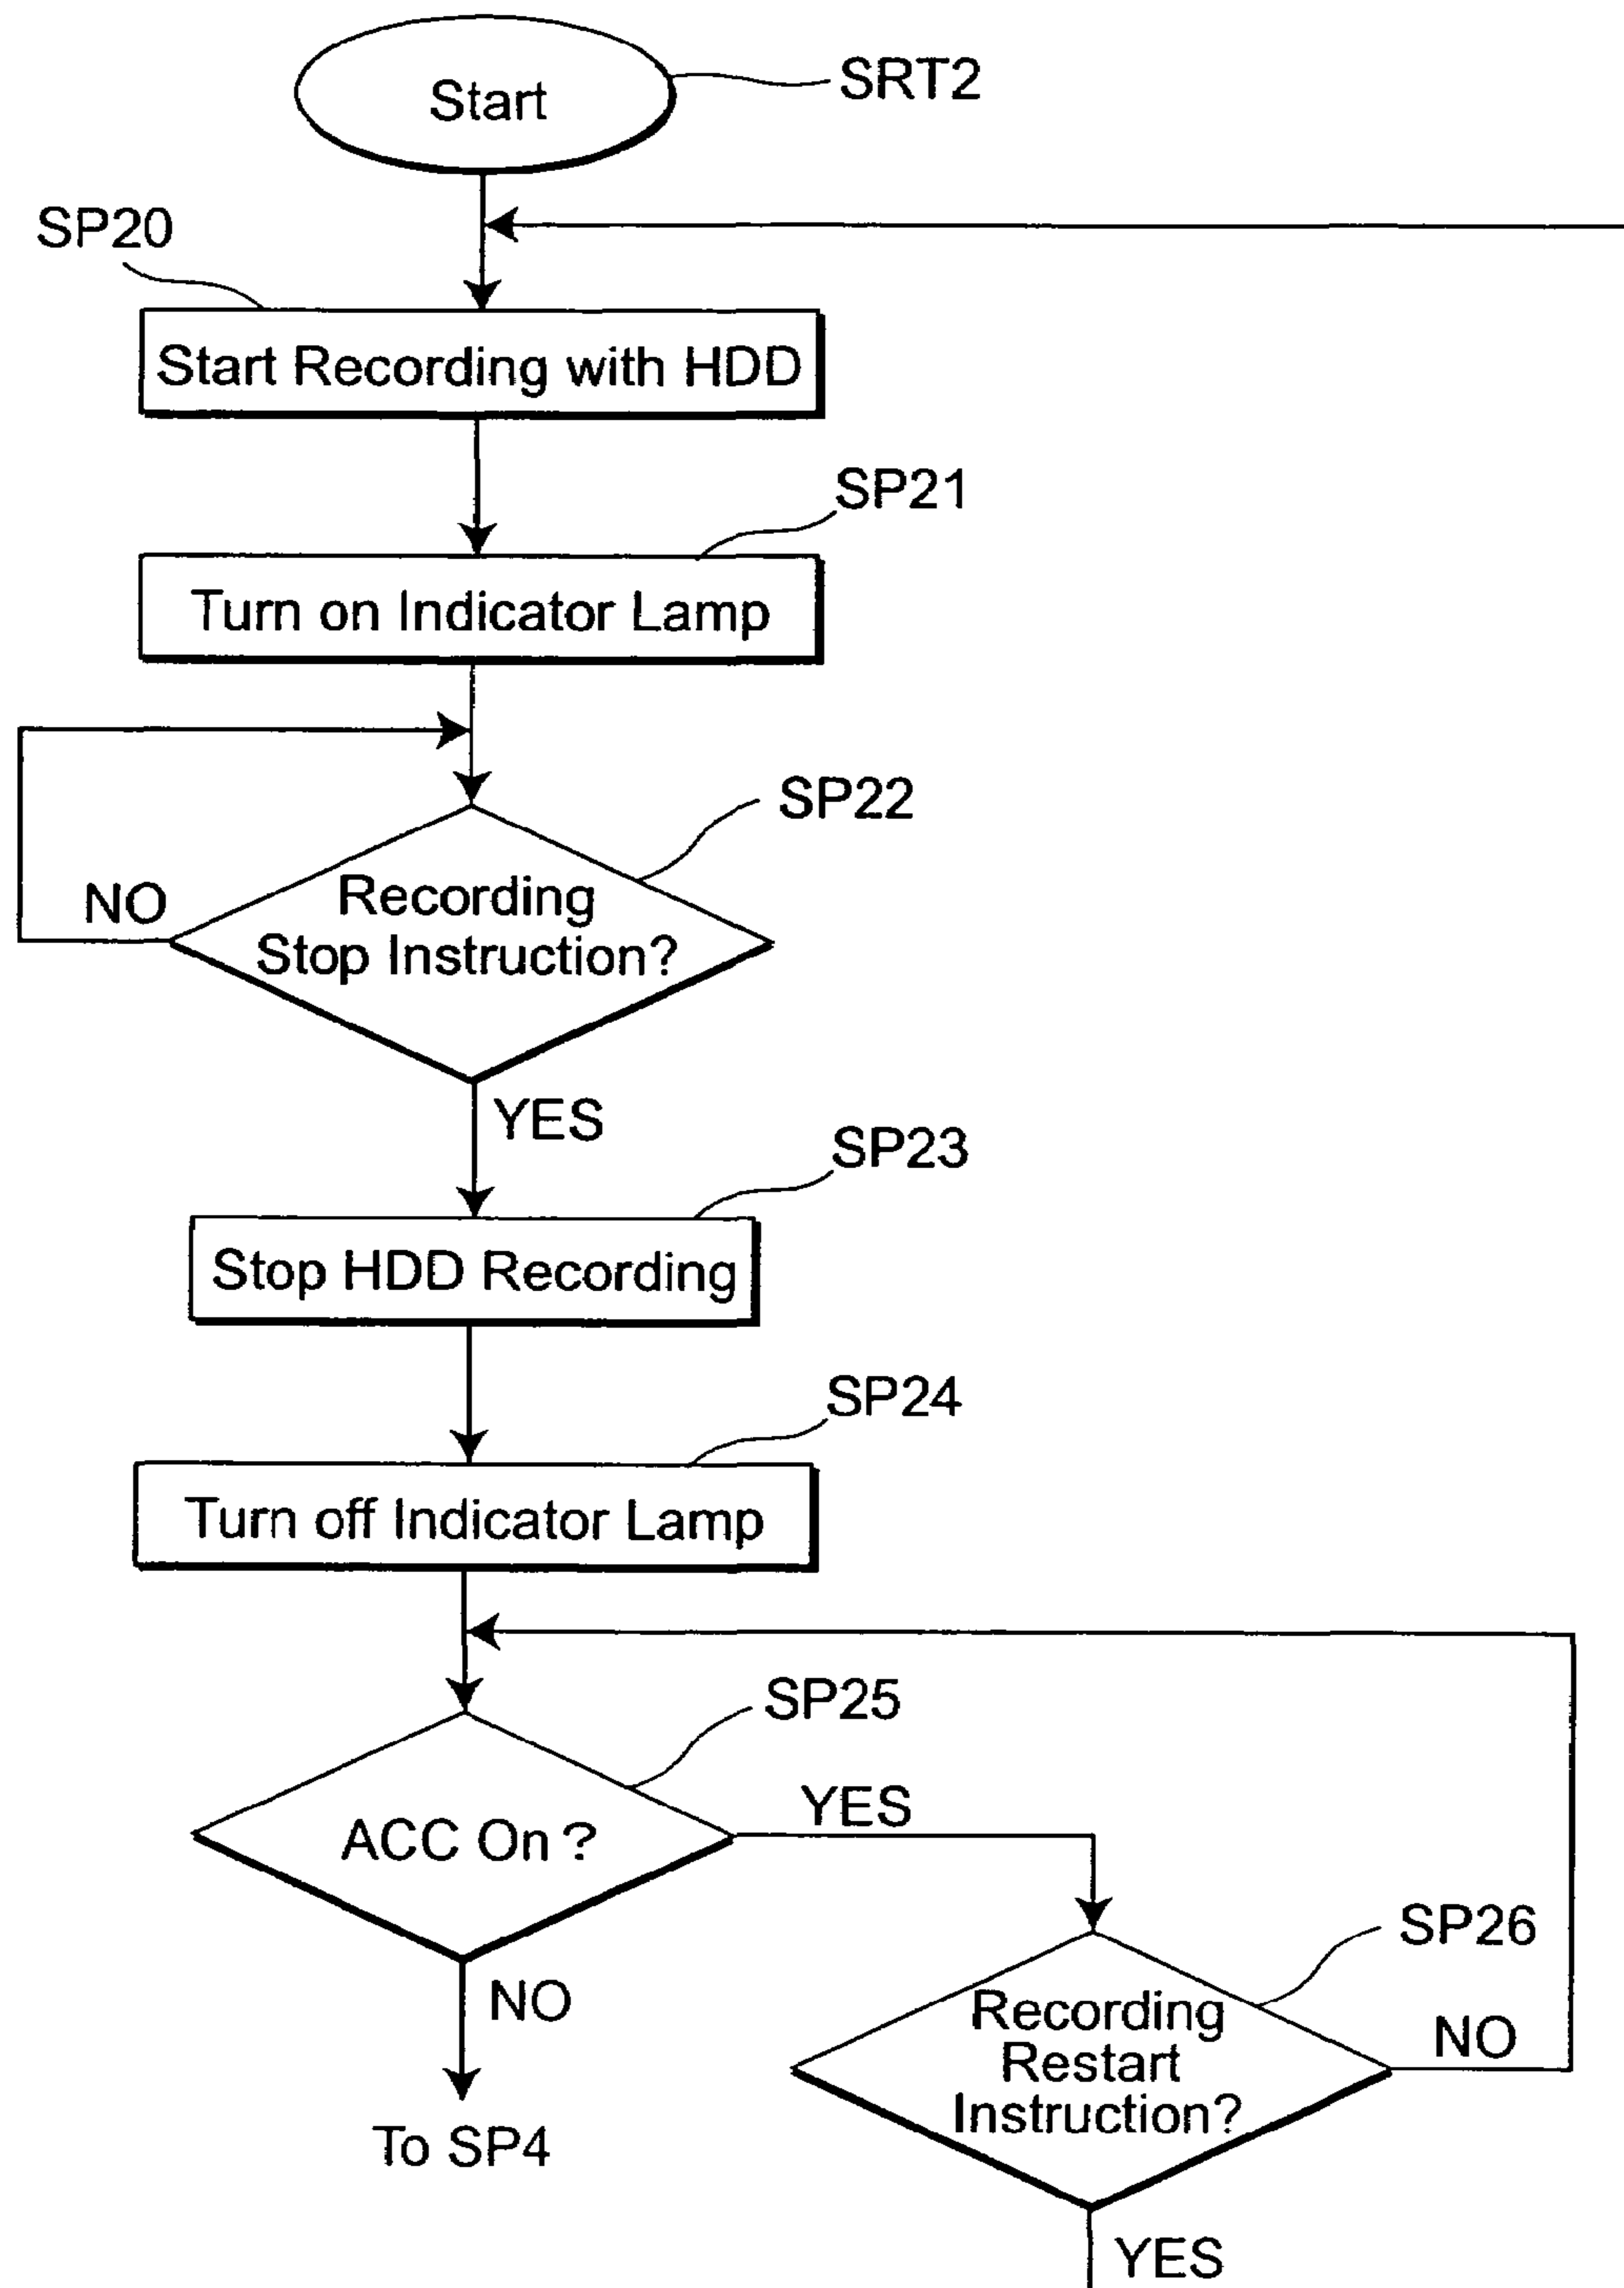 Start
SRT2
SP20
Start Recording with HDD
SP21
Turn on Indicator Lamp
SP22
NO
Recording
Stop Instruction?
YES
SP23
Stop HDD Recording
SP24
Turn off Indicator Lamp
SP25
YES
ACC On ?
SP26
NO
Recording
Restart
Instruction?
NO
To SP4
YES